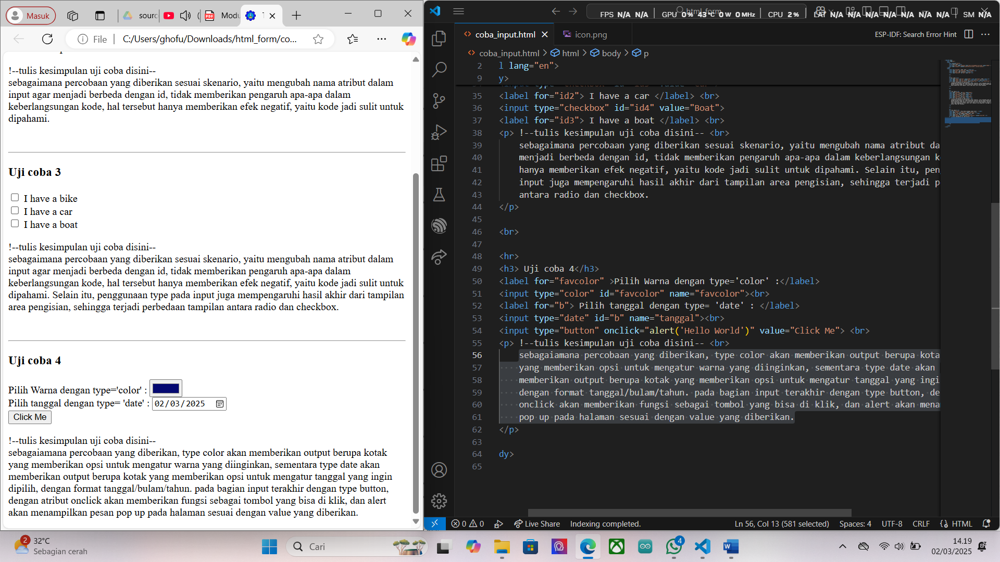 Masuk
sourc
Modu
T
File
C:/Users/ghofu/Downloads/html_form/co...
!--tulis kesimpulan uji coba disini--
sebagaimana percobaan yang diberikan sesuai skenario, yaitu mengubah nama atribut dalam
input agar menjadi berbeda dengan id, tidak memberikan pengaruh apa-apa dalam
keberlangsungan kode, hal tersebut hanya memberikan efek negatif, yaitu kode jadi sulit untuk
dipahami.
Uji coba 3
I have a bike
I have a car
I have a boat
!--tulis kesimpulan uji coba disini--
sebagaimana percobaan yang diberikan sesuai skenario, yaitu mengubah nama atribut dalam
input agar menjadi berbeda dengan id, tidak memberikan pengaruh apa-apa dalam
keberlangsungan kode, hal tersebut hanya memberikan efek negatif, yaitu kode jadi sulit untuk
dipahami. Selain itu, penggunaan type pada input juga mempengaruhi hasil akhir dari tampilan
area pengisian, sehingga terjadi perbedaan tampilan antara radio dan checkbox.
Uji coba 4
Pilih Warna dengan type='color' :
Pilih tanggal dengan type= 'date' : 02/03/2025
Click Me
!--tulis kesimpulan uji coba disini--
sebagaiamana percobaan yang diberikan, type color akan memberikan output berupa kotak
yang memberikan opsi untuk mengatur warna yang diinginkan, sementara type date akan
memberikan output berupa kotak yang memberikan opsi untuk mengatur tanggal yang ingin
dipilih, dengan format tanggal/bulam/tahun. pada bagian input terakhir dengan type button,
dengan atribut onclick akan memberikan fungsi sebagai tombol yang bisa di klik, dan alert
akan menampilkan pesan pop up pada halaman sesuai dengan value yang diberikan.
html_form
FPS N/A N/A GPU 0 % 43 °C 0 W 0 MHz CPU 2 % LAT N/A N/A N/A N/A N/A N/A N/A SM N/A
coba_input.html
icon.png
ESP-IDF: Search Error Hint
coba_input.html > html > body > p
2 l lang="en">
9 y>
35 <label for="id2"> I have a car </label> <br>
36 <input type="checkbox" id="id4" value="Boat">
37 <label for="id3"> I have a boat </label> <br>
38 <p> !--tulis kesimpulan uji coba disini-- <br>
39 sebagaimana percobaan yang diberikan sesuai skenario, yaitu mengubah nama atribut da
40 menjadi berbeda dengan id, tidak memberikan pengaruh apa-apa dalam keberlangsungan k
41 hanya memberikan efek negatif, yaitu kode jadi sulit untuk dipahami. Selain itu, pen
42 input juga mempengaruhi hasil akhir dari tampilan area pengisian, sehingga terjadi p
43 antara radio dan checkbox.
44 </p>
45
46 <br>
47
48 <hr>
49 <h3> Uji coba 4</h3>
50 <label for="favcolor" >Pilih Warna dengan type='color' :</label>
51 <input type="color" id="favcolor" name="favcolor"><br>
52 <label for="b"> Pilih tanggal dengan type= 'date' : </label>
53 <input type="date" id="b" name="tanggal"><br>
54 <input type="button" onclick="alert('Hello World')" value="Click Me"> <br>
55 <p> !--tulis kesimpulan uji coba disini-- <br>
56 sebagaiamana percobaan yang diberikan, type color akan memberikan output berupa kota
57 yang memberikan opsi untuk mengatur warna yang diinginkan, sementara type date akan
58 memberikan output berupa kotak yang memberikan opsi untuk mengatur tanggal yang ingi
59 dengan format tanggal/bulam/tahun. pada bagian input terakhir dengan type button, de
60 onclick akan memberikan fungsi sebagai tombol yang bisa di klik, dan alert akan mena
61 pop up pada halaman sesuai dengan value yang diberikan.
62 </p>
63
64 dy>
65
0 0 Live Share Indexing completed. Ln 56, Col 13 (581 selected) Spaces: 4 UTF-8 CRLF {} HTML
2
32°C
Sebagian cerah
Cari
4
14.19
02/03/2025